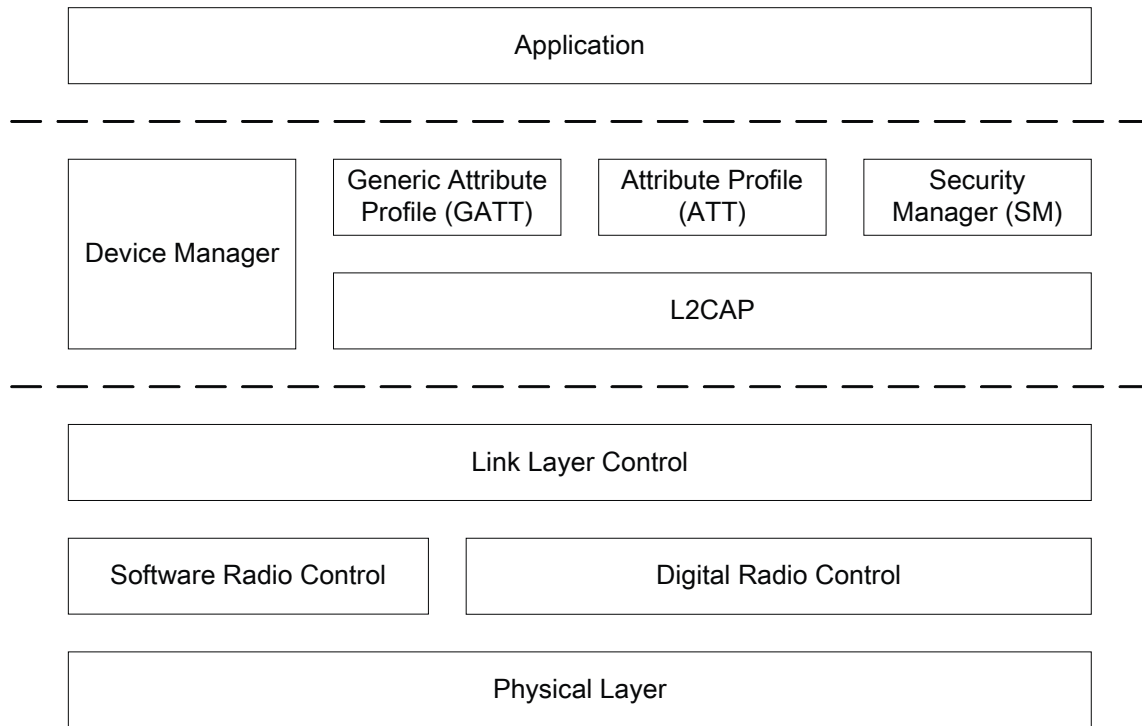 Application
Device Manager
Generic Attribute
Profile (GATT)
Attribute Profile
(ATT)
Security
Manager (SM)
L2CAP
Link Layer Control
Software Radio Control
Digital Radio Control
Physical Layer